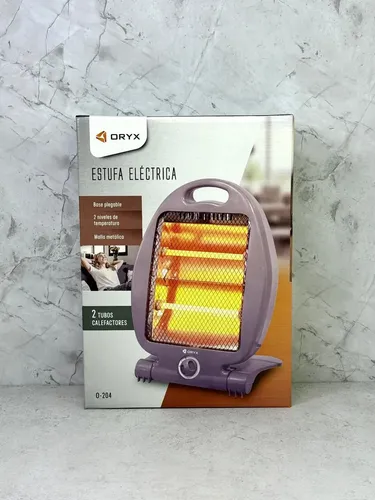 ORYX
ESTUFA ELÉCTRICA
Base plegable
2 niveles de
temperatura
Malla metálica
2 TUBOS
CALEFACTORES
ORYX
O-204